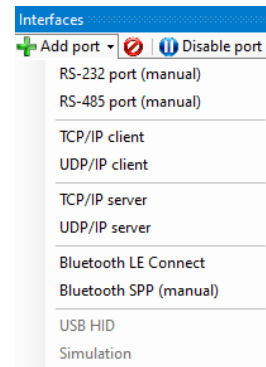 Interfaces
Add port Disable port
RS-232 port (manual)
RS-485 port (manual)
TCP/IP client
UDP/IP client
TCP/IP server
UDP/IP server
Bluetooth LE Connect
Bluetooth SPP (manual)
USB HID
Simulation